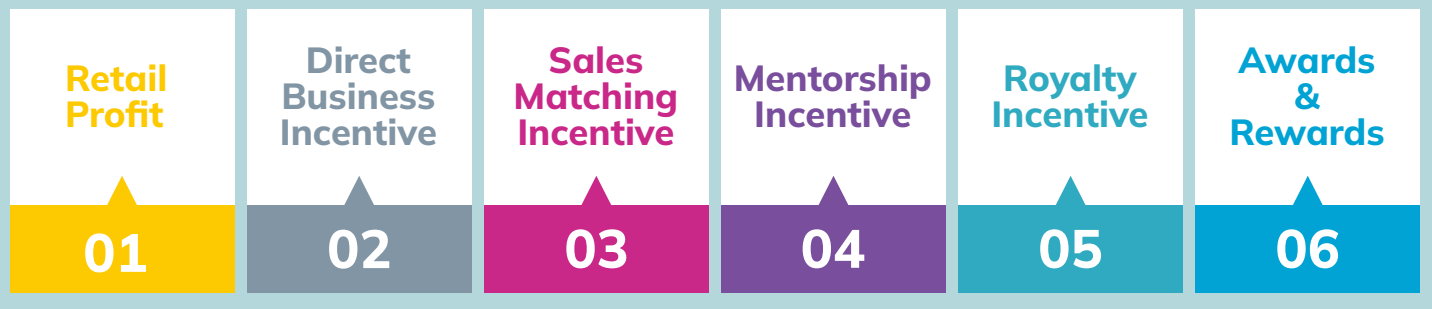 Retail
Profit
01
Direct
Business
Incentive
02
Sales
Matching
Incentive
03
Mentorship
Incentive
04
Royalty
Incentive
05
Awards
&
Rewards
06